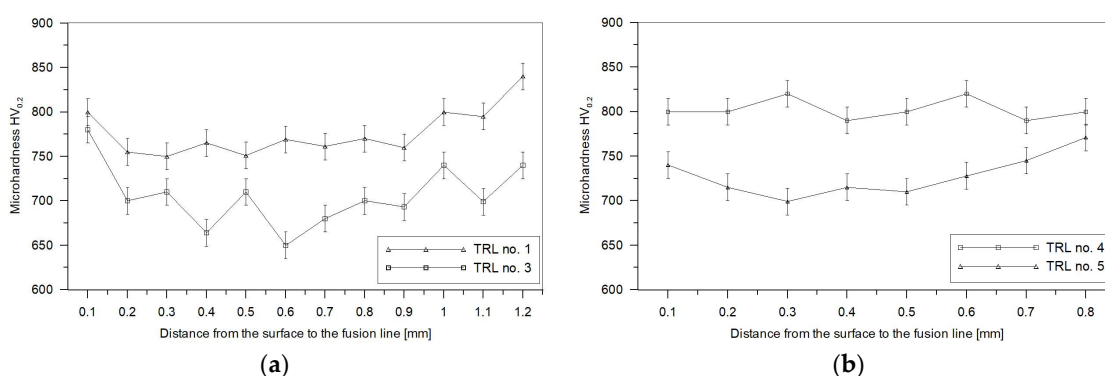 900
850
800
750
700
650
600
Microhardness HV0.2
TRL no. 1
TRL no. 3
0.1 0.2 0.3 0.4 0.5 0.6 0.7 0.8 0.9 1 1.1 1.2
Distance from the surface to the fusion line [mm]
(a)
900
850
800
750
700
650
600
Microhardness HV0.2
TRL no. 4
TRL no. 5
0.1 0.2 0.3 0.4 0.5 0.6 0.7 0.8
Distance from the surface to the fusion line [mm]
(b)